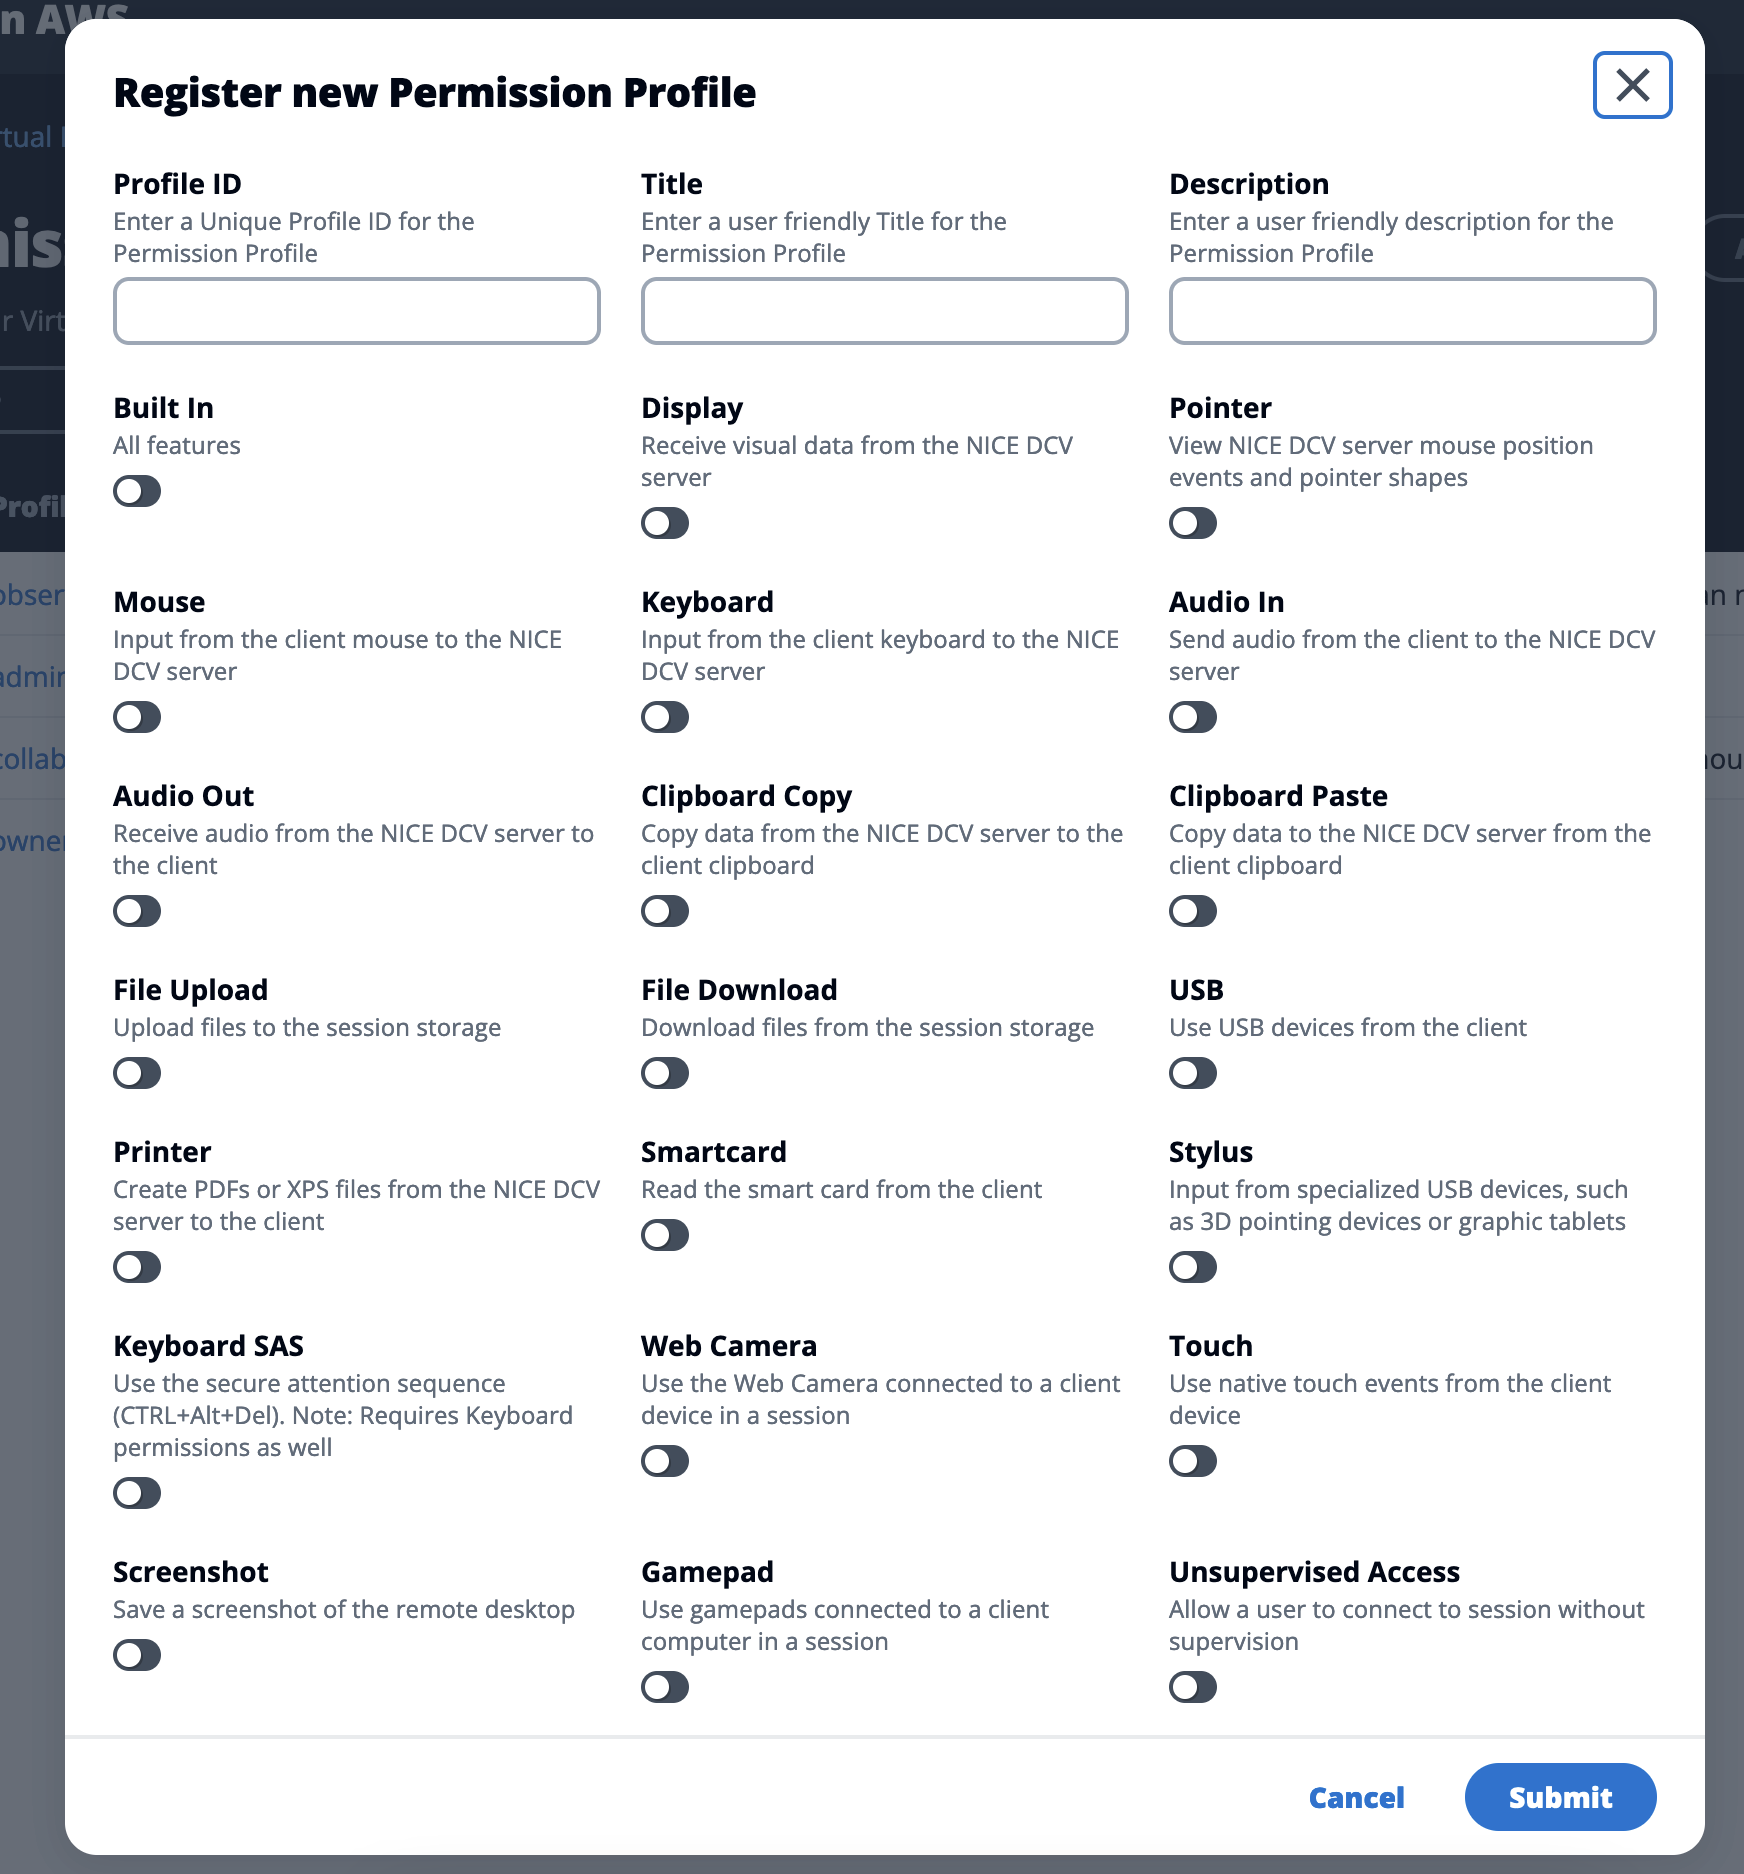 n AWS
Register new Permission Profile
Profile ID
Enter a Unique Profile ID for the
Permission Profile
Title
Enter a user friendly Title for the
Permission Profile
Description
Enter a user friendly description for the
Permission Profile
Built In
All features
Display
Receive visual data from the NICE DCV
server
Pointer
View NICE DCV server mouse position
events and pointer shapes
Mouse
Input from the client mouse to the NICE
DCV server
Keyboard
Input from the client keyboard to the NICE
DCV server
Audio In
Send audio from the client to the NICE DCV
server
Audio Out
Receive audio from the NICE DCV server to
the client
Clipboard Copy
Copy data from the NICE DCV server to the
client clipboard
Clipboard Paste
Copy data to the NICE DCV server from the
client clipboard
File Upload
Upload files to the session storage
File Download
Download files from the session storage
USB
Use USB devices from the client
Printer
Create PDFs or XPS files from the NICE DCV
server to the client
Smartcard
Read the smart card from the client
Stylus
Input from specialized USB devices, such
as 3D pointing devices or graphic tablets
Keyboard SAS
Use the secure attention sequence
(CTRL+Alt+Del). Note: Requires Keyboard
permissions as well
Web Camera
Use the Web Camera connected to a client
device in a session
Touch
Use native touch events from the client
device
Screenshot
Save a screenshot of the remote desktop
Gamepad
Use gamepads connected to a client
computer in a session
Unsupervised Access
Allow a user to connect to session without
supervision
Cancel
Submit